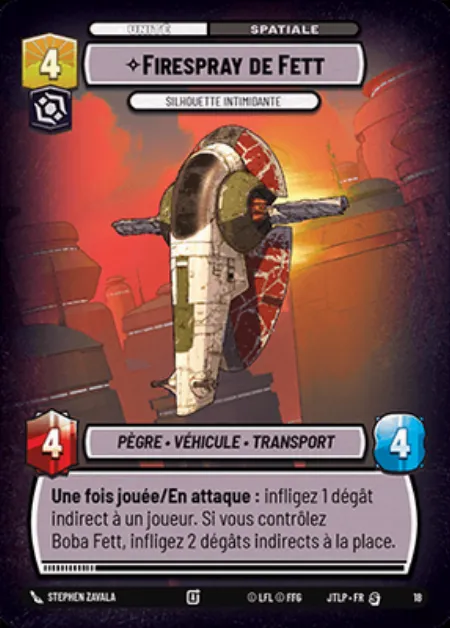 UNITÉ SPATIALE
4
✧FIRESPRAY DE FETT
SILHOUETTE INTIMIDANTE
4
PÈGRE • VÉHICULE • TRANSPORT
4
Une fois jouée/En attaque : infligez 1 dégât
indirect à un joueur. Si vous contrôlez
Boba Fett, infligez 2 dégâts indirects à la place.
STEPHEN ZAVALA © LFL © FFG JTLP • FR 18